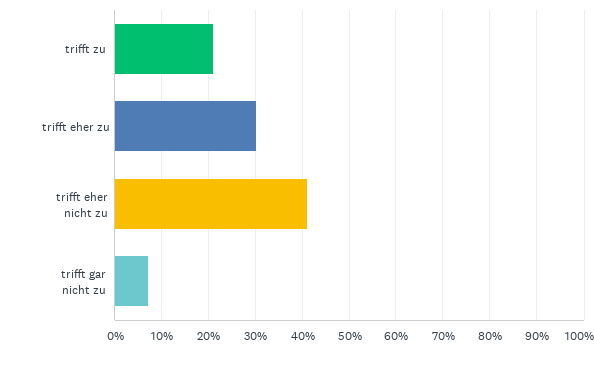 trifft zu
trifft eher zu
trifft eher
nicht zu
trifft gar
nicht zu
0% 10% 20% 30% 40% 50% 60% 70% 80% 90% 100%